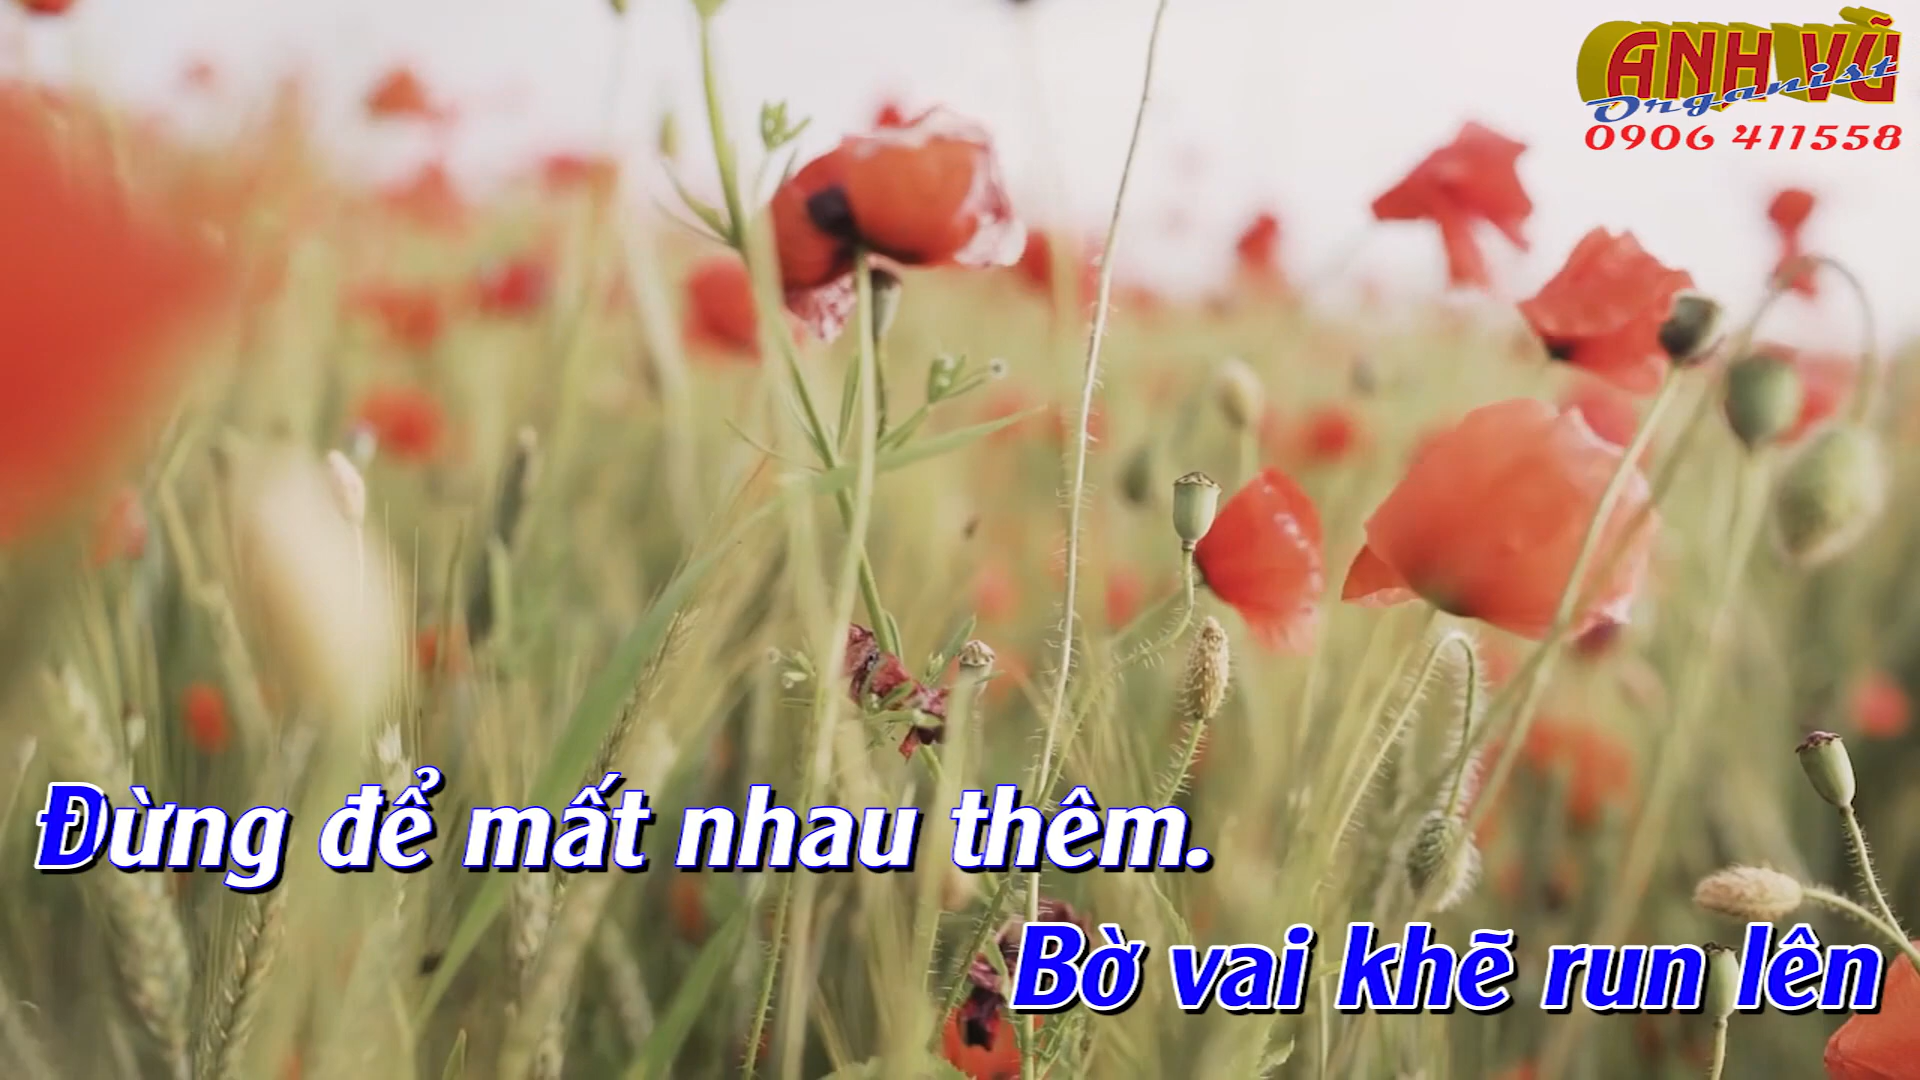 ANH VŨ
Organist
0906 411558
Đừng để mất nhau thêm.
Bờ vai khẽ run lên